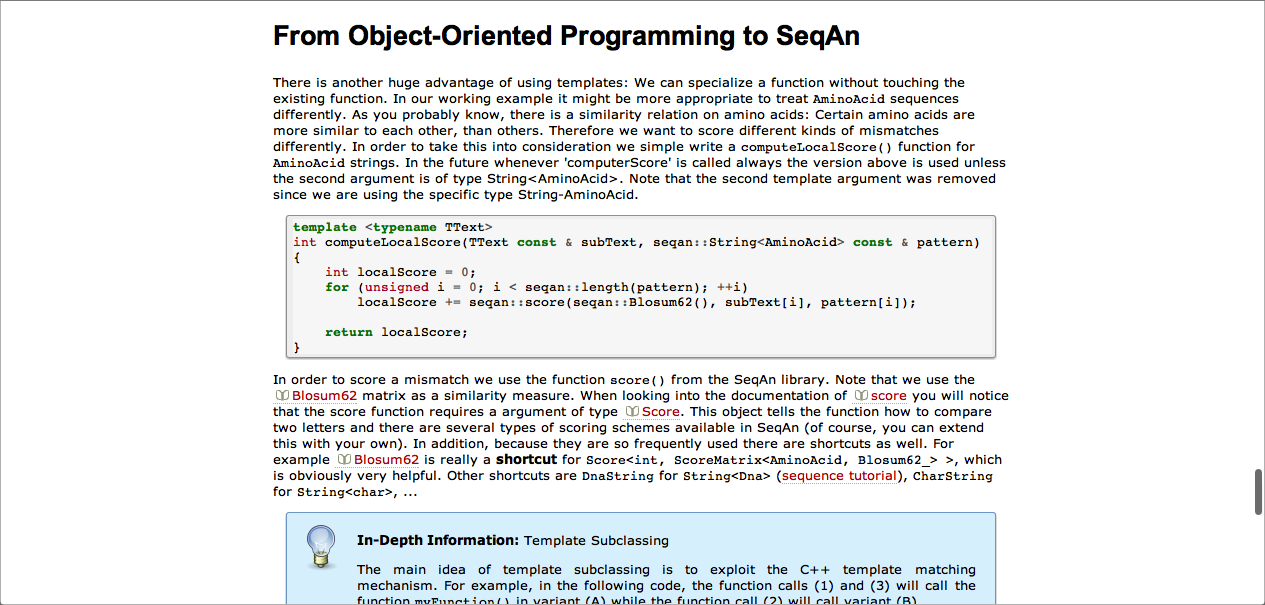 From Object-Oriented Programming to SeqAn
There is another huge advantage of using templates: We can specialize a function without touching the
existing function. In our working example it might be more appropriate to treat AminoAcid sequences
differently. As you probably know, there is a similarity relation on amino acids: Certain amino acids are
more similar to each other, than others. Therefore we want to score different kinds of mismatches
differently. In order to take this into consideration we simple write a computeLocalScore() function for
AminoAcid strings. In the future whenever 'computerScore' is called always the version above is used unless
the second argument is of type String<AminoAcid>. Note that the second template argument was removed
since we are using the specific type String-AminoAcid.
template <typename TText>
int computeLocalScore(TText const & subText, seqan::String<AminoAcid> const & pattern)
{
    int localScore = 0;
    for (unsigned i = 0; i < seqan::length(pattern); ++i)
        localScore += seqan::score(seqan::Blosum62(), subText[i], pattern[i]);
    return localScore;
}
In order to score a mismatch we use the function score() from the SeqAn library. Note that we use the
Blosum62 matrix as a similarity measure. When looking into the documentation of score you will notice
that the score function requires a argument of type Score. This object tells the function how to compare
two letters and there are several types of scoring schemes available in SeqAn (of course, you can extend
this with your own). In addition, because they are so frequently used there are shortcuts as well. For
example Blosum62 is really a shortcut for Score<int, ScoreMatrix<AminoAcid, Blosum62_> >, which
is obviously very helpful. Other shortcuts are DnaString for String<Dna> (sequence tutorial), CharString
for String<char>, ...
In-Depth Information: Template Subclassing
The main idea of template subclassing is to exploit the C++ template matching
mechanism. For example, in the following code, the function calls (1) and (3) will call the
function myFunction() in variant (A) while the function call (2) will call variant (B)